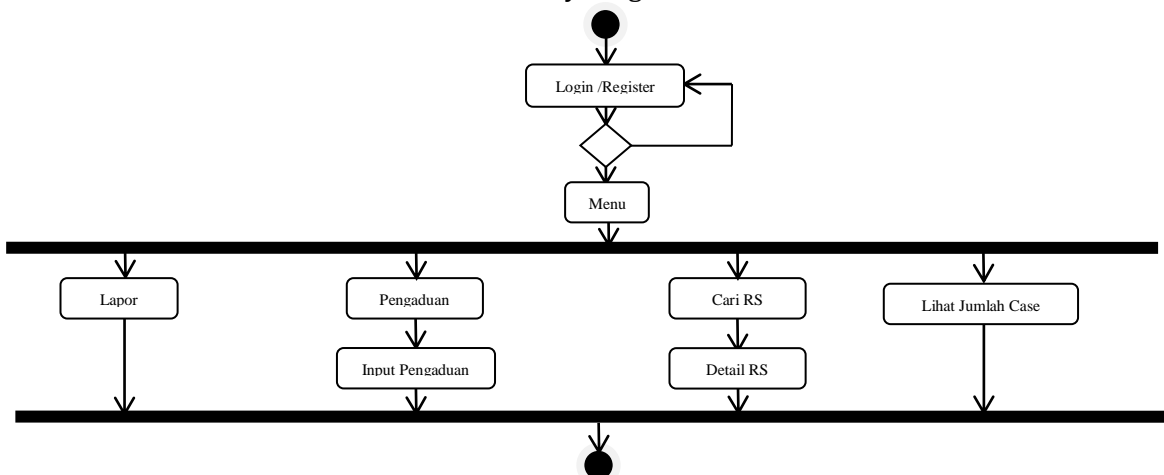 Login /Register
Menu
Lapor
Pengaduan
Cari RS
Lihat Jumlah Case
Input Pengaduan
Detail RS